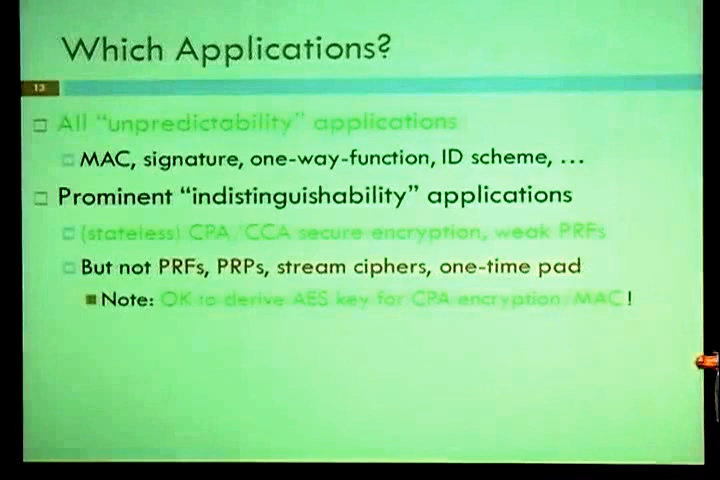 Which Applications?
13
All "unpredictability" applications
MAC, signature, one-way-function, ID scheme, ...
Prominent "indistinguishability" applications
(stateless) CPA/CCA secure encryption, weak PRFs
But not PRFs, PRPs, stream ciphers, one-time pad
Note: OK to derive AES key for CPA encryption/MAC!